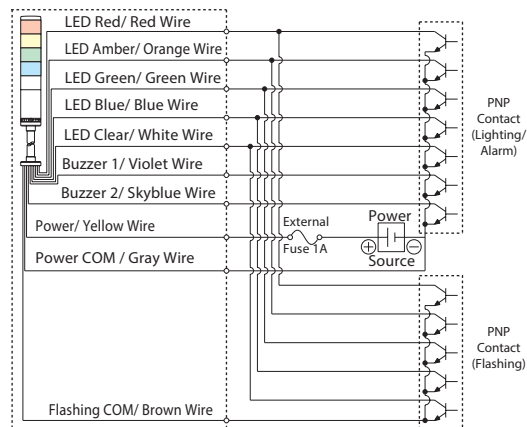 LED Red/ Red Wire
LED Amber/ Orange Wire
LED Green/ Green Wire
LED Blue/ Blue Wire
LED Clear/ White Wire
Buzzer 1/ Violet Wire
Buzzer 2/ Skyblue Wire
Power/ Yellow Wire
Power COM / Gray Wire
Flashing COM/ Brown Wire
External
Fuse 1A
Power
+
−
Source
PNP
Contact
(Lighting/
Alarm)
PNP
Contact
(Flashing)